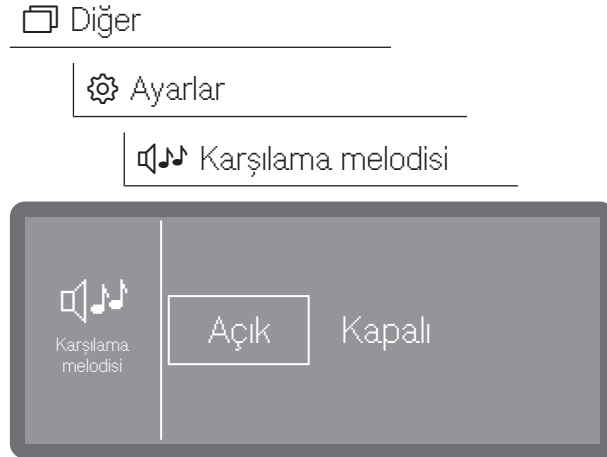 Diğer
Ayarlar
Karşılama melodisi
Karşılama
melodisi
Açık Kapalı